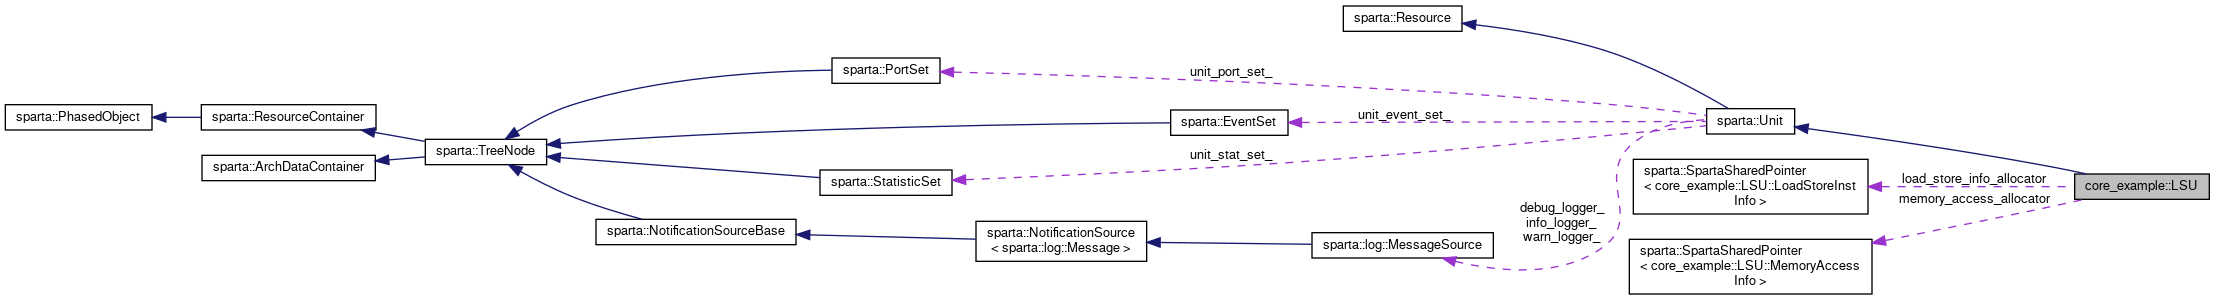 sparta::Resource
sparta::PortSet
unit_port_set_
sparta::PhasedObject
sparta::ResourceContainer
sparta::EventSet
unit_event_set_
sparta::Unit
sparta::TreeNode
sparta::ArchDataContainer
unit_stat_set_
sparta::StatisticSet
sparta::SpartaSharedPointer
< core_example::LSU::LoadStoreInst
Info >
load_store_info_allocator
memory_access_allocator
core_example::LSU
sparta::NotificationSourceBase
sparta::NotificationSource
< sparta::log::Message >
sparta::log::MessageSource
debug_logger_
info_logger_
warn_logger_
sparta::SpartaSharedPointer
< core_example::LSU::MemoryAccess
Info >